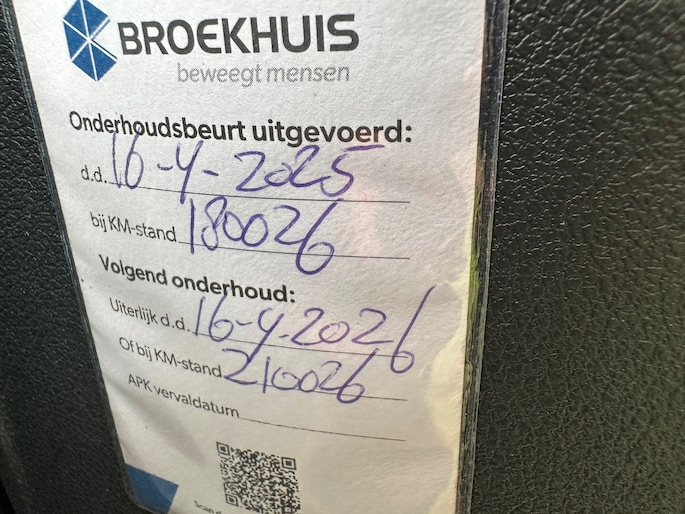 BROEKHUIS
beweegt mensen
Onderhoudsbeurt uitgevoerd:
d.d. 16-4-2025
bij KM-stand 180026
Volgend onderhoud:
Uiterlijk d.d. 16-4-2026
Of bij KM-stand 210026
APK vervaldatum
Scan